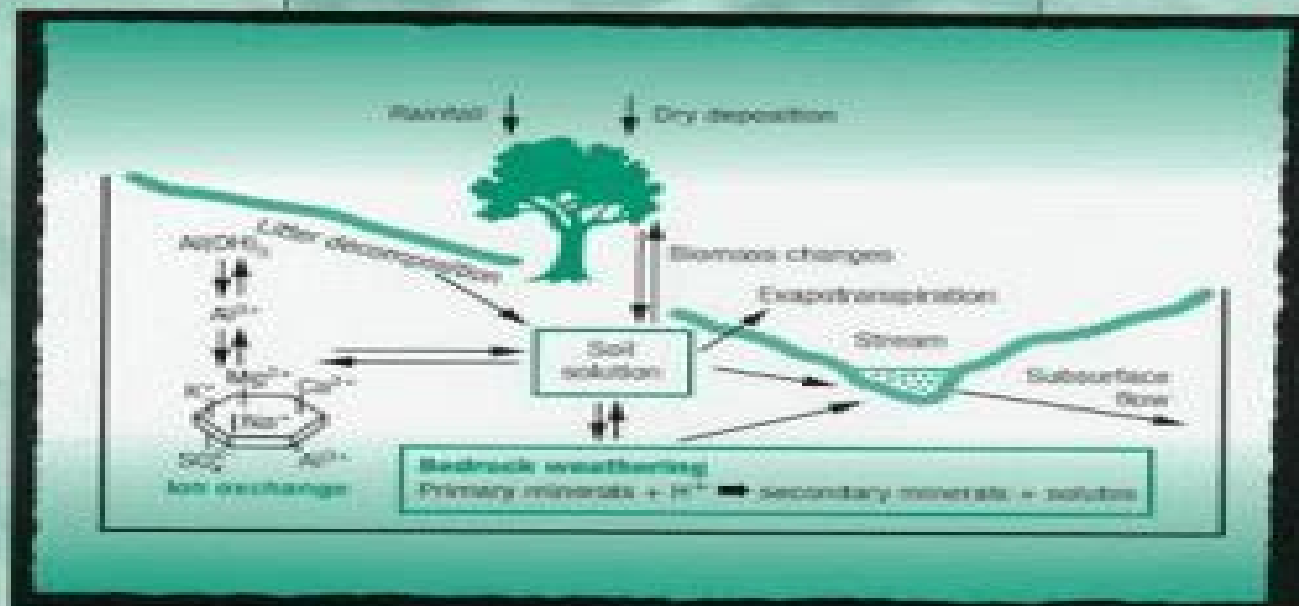 Rainfall
Dry deposition
Litter decomposition
Al(OH)₃
Al³⁺
Biomass changes
Evapotranspiration
Stream
Soil
solution
Subsurface
flow
Mg²⁺
Ca²⁺
K⁺
Na⁺
SO₄
Al³⁺
Ion exchange
Bedrock weathering
Primary minerals + H⁺ ➡ secondary minerals + solutes